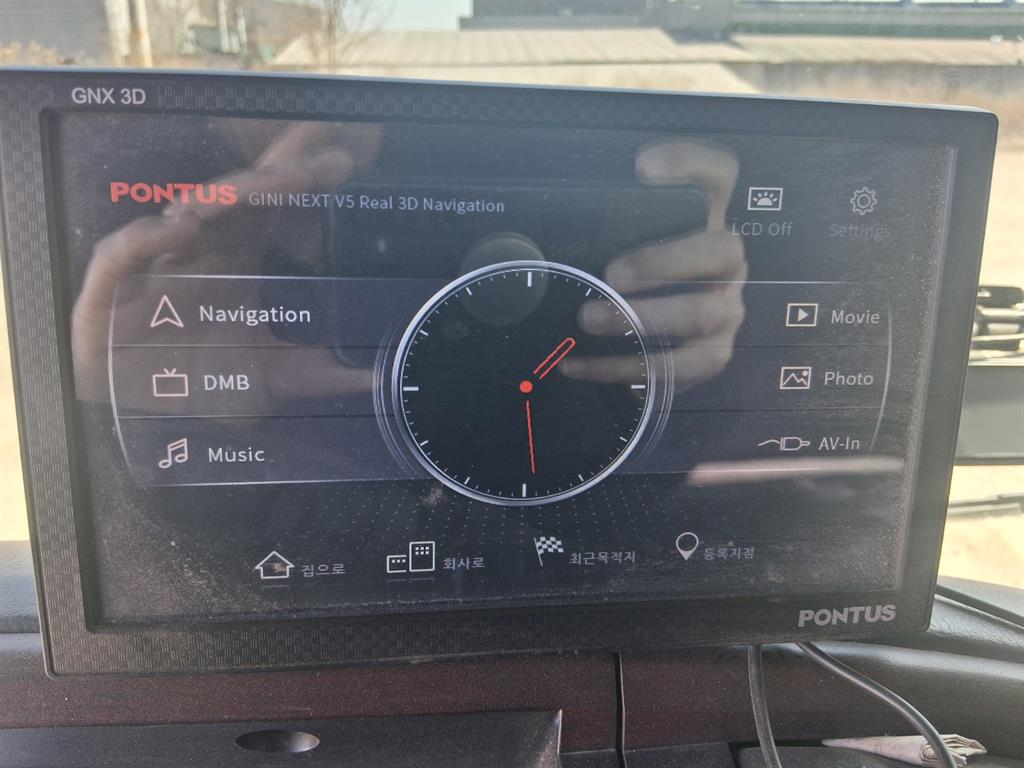 GNX 3D
PONTUS GINI NEXT V5 Real 3D Navigation
LCD Off
Settings
Navigation
Movie
DMB
Photo
Music
AV-In
집으로
회사로
최근목적지
등록지점
PONTUS